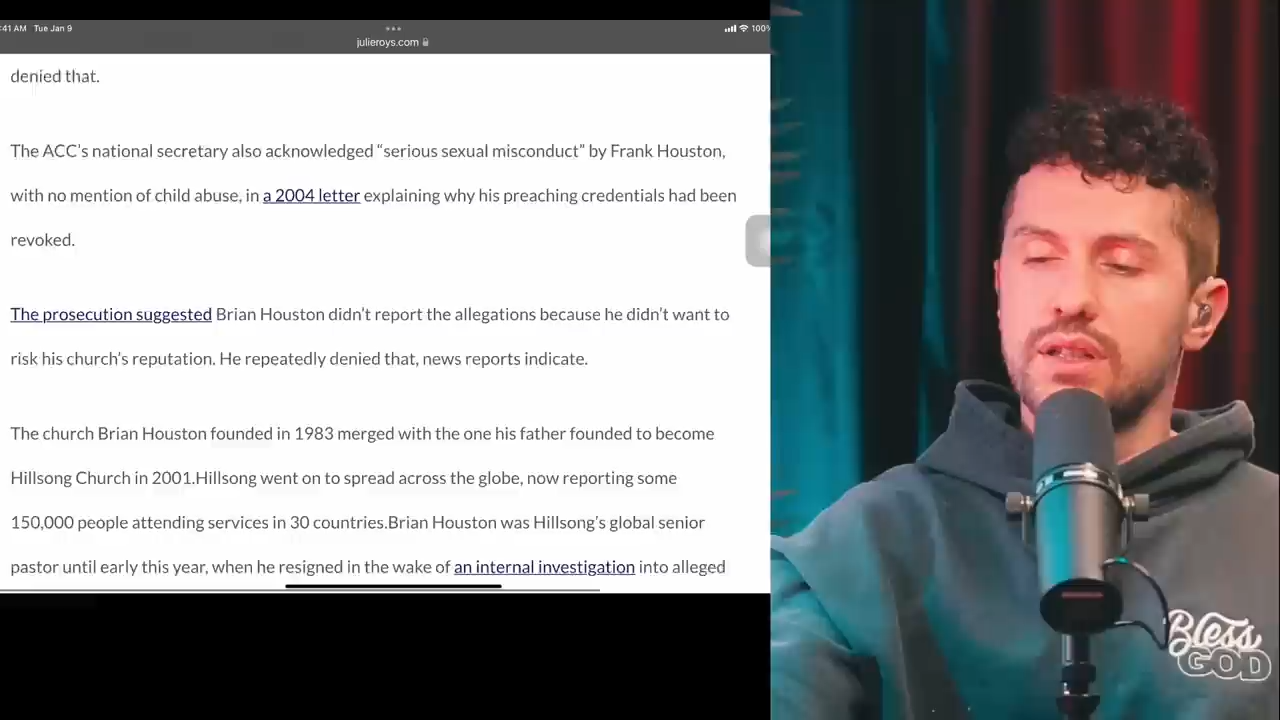 :41 AM Tue Jan 9
100%
julieroys.com
denied that.
The ACC's national secretary also acknowledged “serious sexual misconduct” by Frank Houston,
with no mention of child abuse, in a 2004 letter explaining why his preaching credentials had been
revoked.
The prosecution suggested Brian Houston didn't report the allegations because he didn't want to
risk his church's reputation. He repeatedly denied that, news reports indicate.
The church Brian Houston founded in 1983 merged with the one his father founded to become
Hillsong Church in 2001.Hillsong went on to spread across the globe, now reporting some
150,000 people attending services in 30 countries.Brian Houston was Hillsong's global senior
pastor until early this year, when he resigned in the wake of an internal investigation into alleged
Bless
GOD